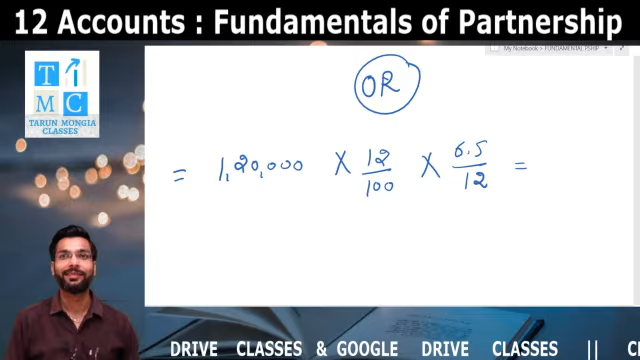 12 Accounts : Fundamentals of Partnership
My Notebook > FUNDAMENTAL PSHIP
T I
M C
TARUN MONGIA
CLASSES
OR
= 1,20,000 X 12/100 X 6.5/12 =
DRIVE CLASSES & GOOGLE DRIVE CLASSES || C